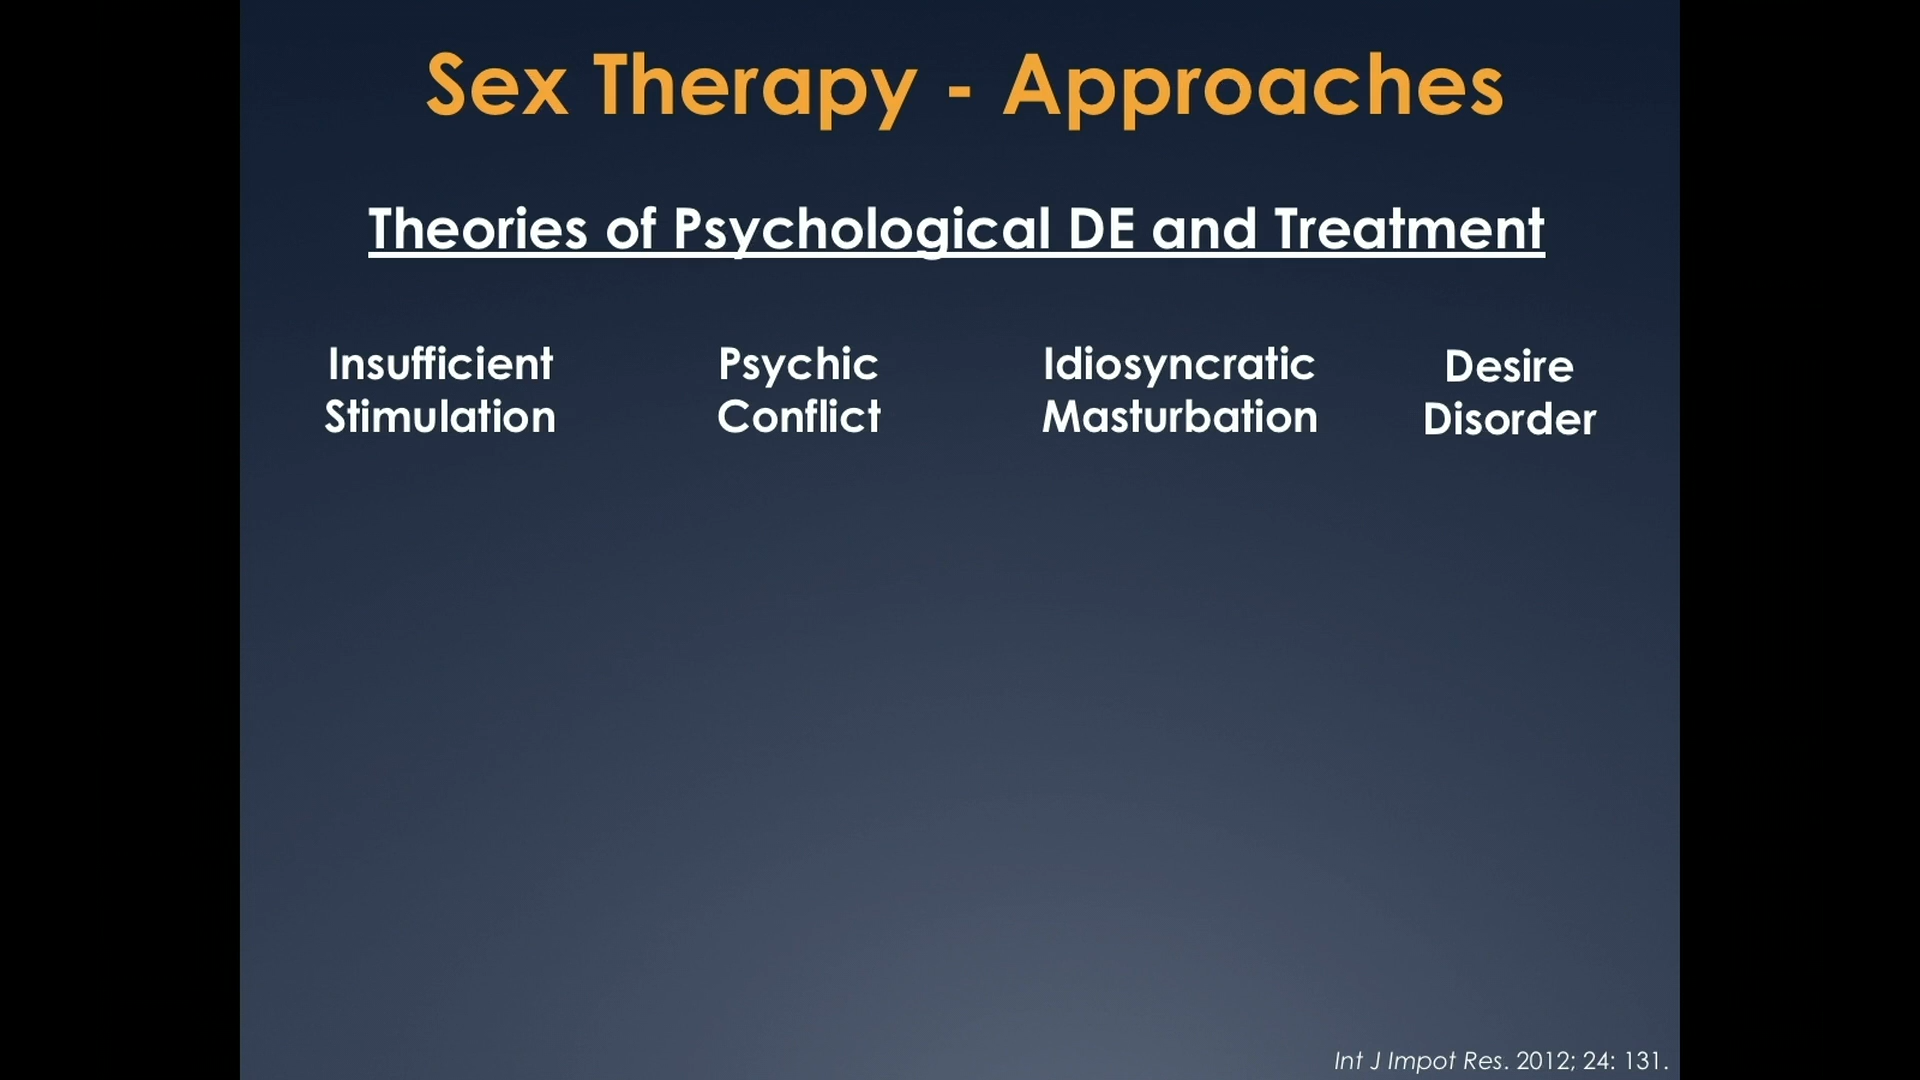 Sex Therapy - Approaches
Theories of Psychological DE and Treatment
Insufficient
Stimulation
Psychic
Conflict
Idiosyncratic
Masturbation
Desire
Disorder
Int J Impot Res. 2012; 24: 131.